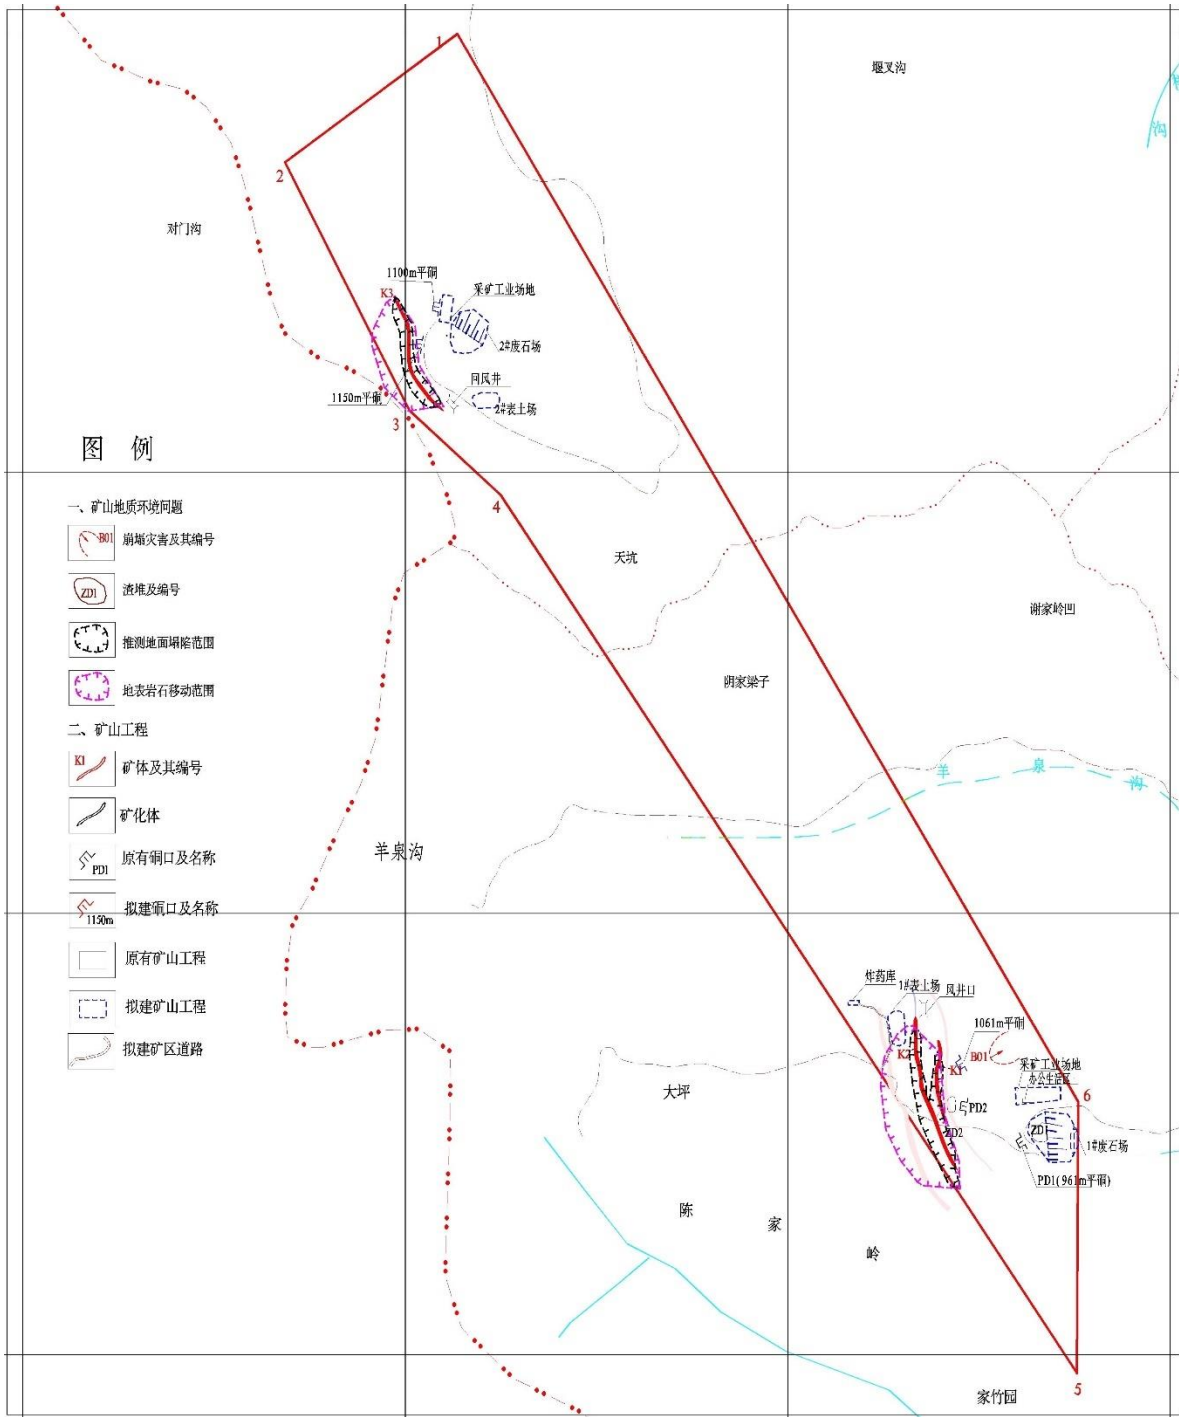 1
堰叉沟
沟
2
对门沟
1100m平硐
K3
采矿工业场地
2#废石场
回风井
1150m平硐
2#表土场
3
图 例
4
一、矿山地质环境问题
B01 崩塌灾害及其编号
天坑
ZD1 渣堆及编号
谢家岭凹
推测地面塌陷范围
阴家梁子
地表岩石移动范围
二、矿山工程
K1 矿体及其编号
羊 泉 沟
矿化体
羊泉沟
PD1 原有硐口及名称
1150m 拟建硐口及名称
原有矿山工程
炸药库
1#表土场
风井口
拟建矿山工程
1061m平硐
K2
B01
拟建矿区道路
K1
采矿工业场地
办公生活区
大坪
6
PD2
ZD2
ZD1
1#废石场
PD1(961m平硐)
陈 家 岭
5
家竹园